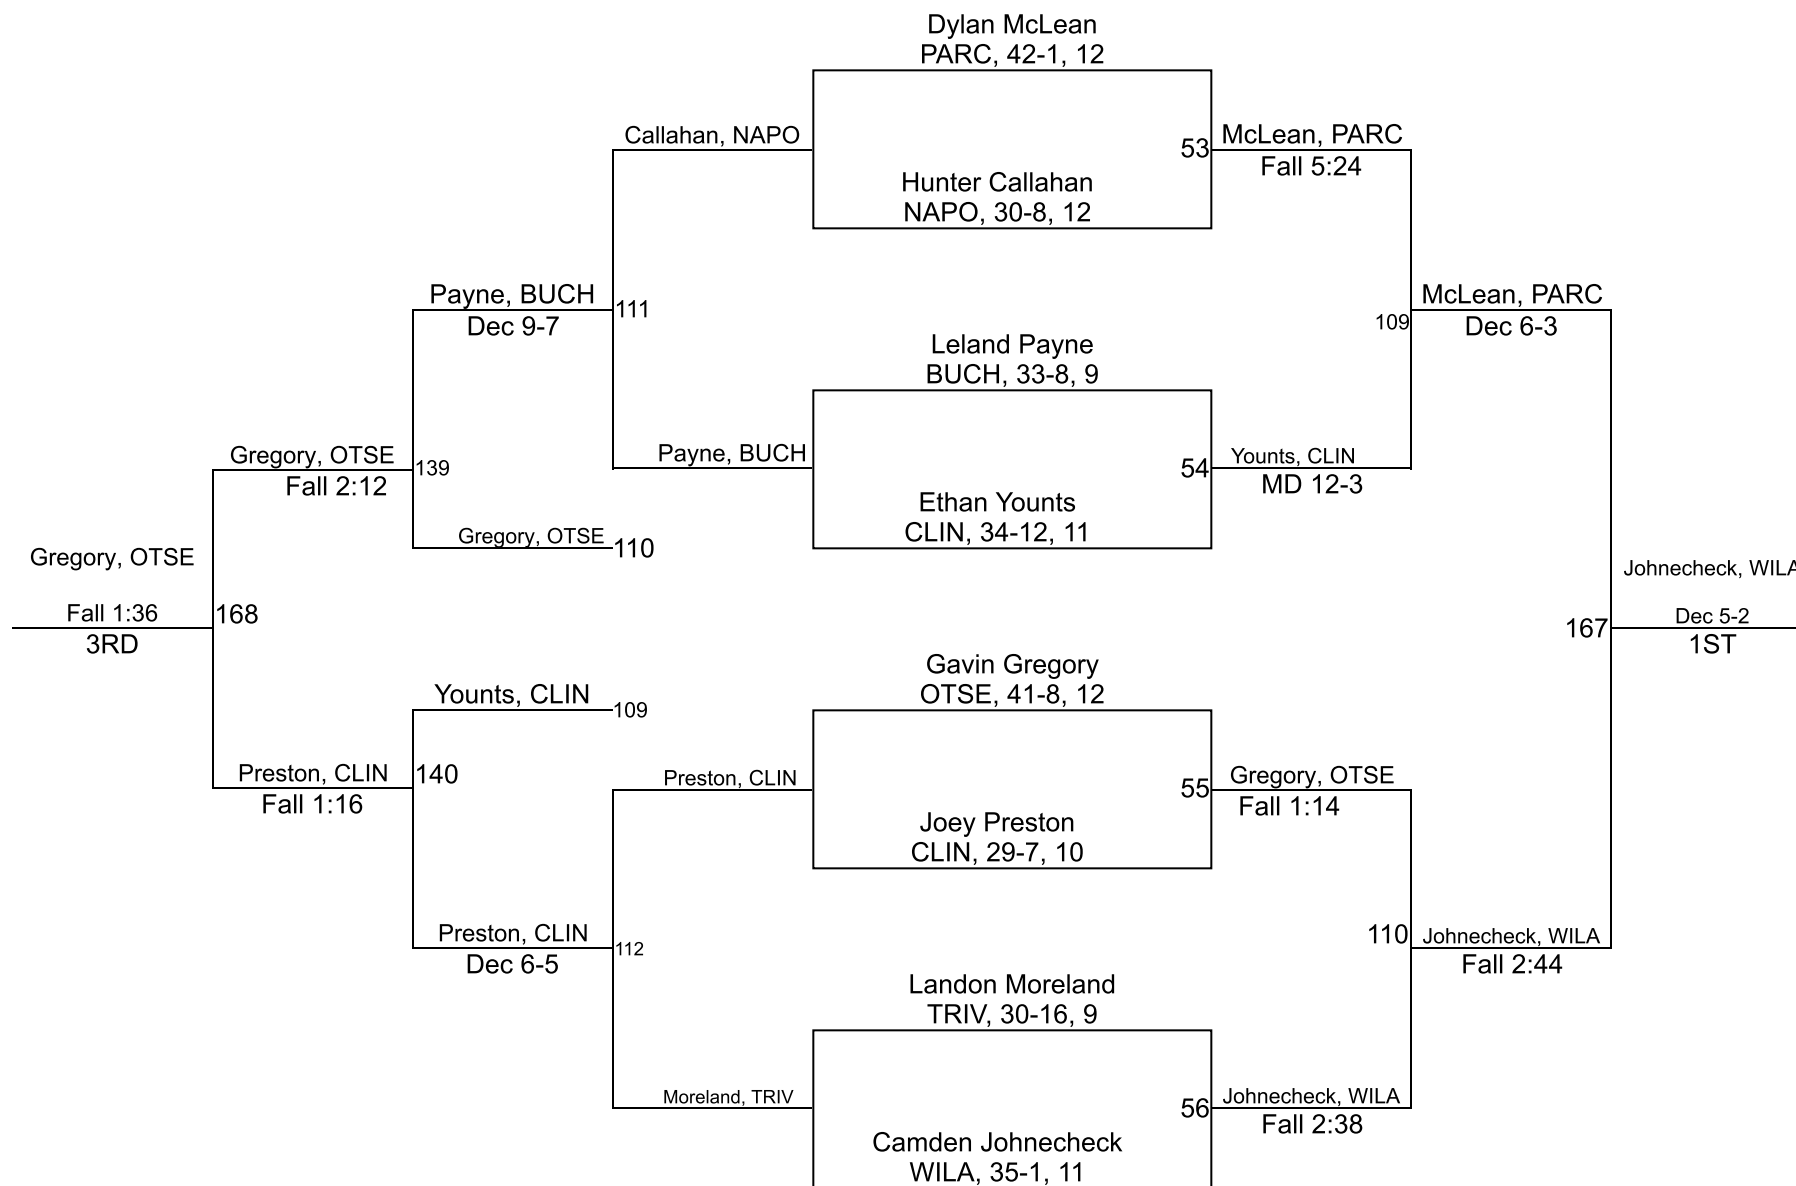 Dylan McLean
PARC, 42-1, 12
Callahan, NAPO
53
McLean, PARC
Fall 5:24
Hunter Callahan
NAPO, 30-8, 12
Payne, BUCH
Dec 9-7
111
109
McLean, PARC
Dec 6-3
Leland Payne
BUCH, 33-8, 9
Gregory, OTSE
Fall 2:12
139
Payne, BUCH
54
Younts, CLIN
MD 12-3
Ethan Younts
CLIN, 34-12, 11
Gregory, OTSE
110
Gregory, OTSE
Fall 1:36
3RD
168
Johnecheck, WILA
167
Dec 5-2
1ST
Gavin Gregory
OTSE, 41-8, 12
Younts, CLIN
109
Preston, CLIN
Fall 1:16
140
Preston, CLIN
55
Gregory, OTSE
Fall 1:14
Joey Preston
CLIN, 29-7, 10
Preston, CLIN
Dec 6-5
112
110
Johnecheck, WILA
Fall 2:44
Landon Moreland
TRIV, 30-16, 9
Moreland, TRIV
56
Johnecheck, WILA
Fall 2:38
Camden Johnecheck
WILA, 35-1, 11